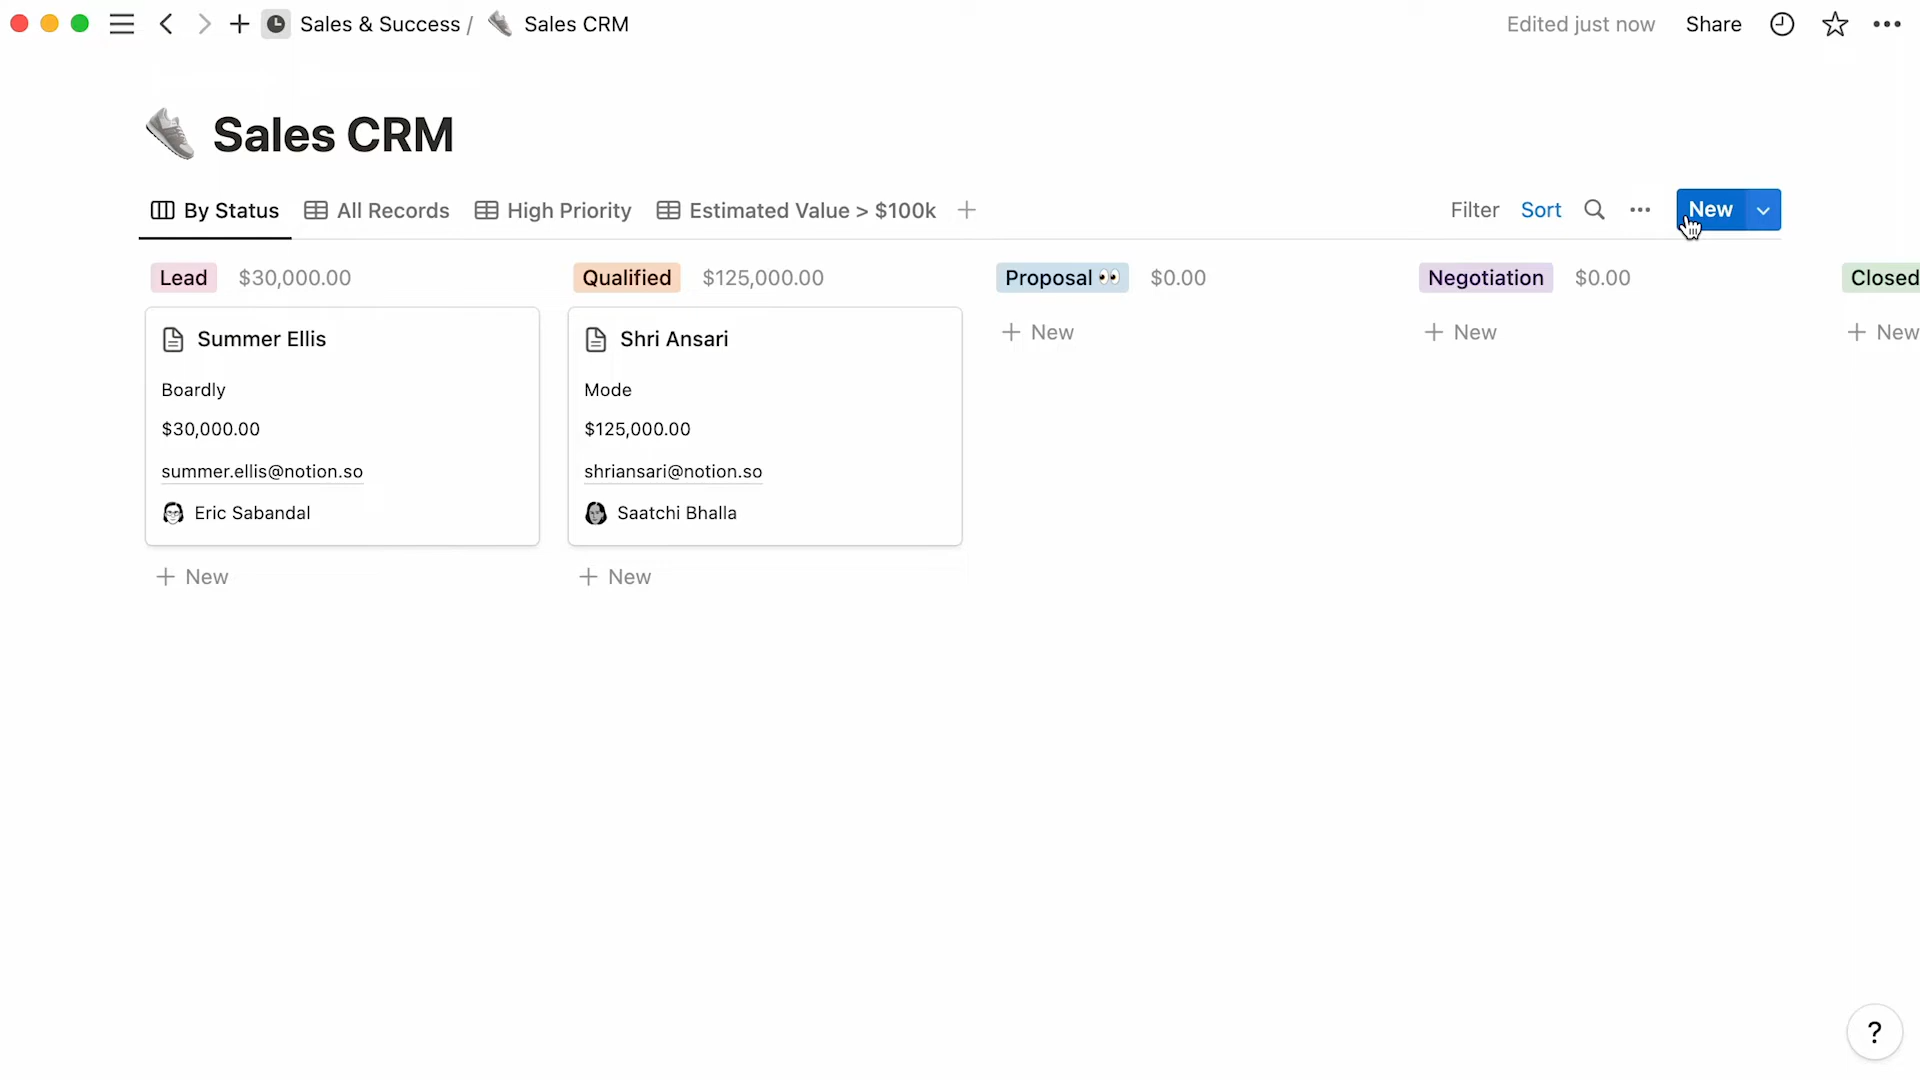 Sales & Success / Sales CRM
Edited just now Share
Sales CRM
By Status All Records High Priority Estimated Value > $100k
Filter Sort New
Lead $30,000.00 Qualified $125,000.00 Proposal 👀 $0.00 Negotiation $0.00 Closed
Summer Ellis
Boardly
$30,000.00
summer.ellis@notion.so
Eric Sabandal
+ New
Shri Ansari
Mode
$125,000.00
shriansari@notion.so
Saatchi Bhalla
+ New
+ New
+ New
+ New
?